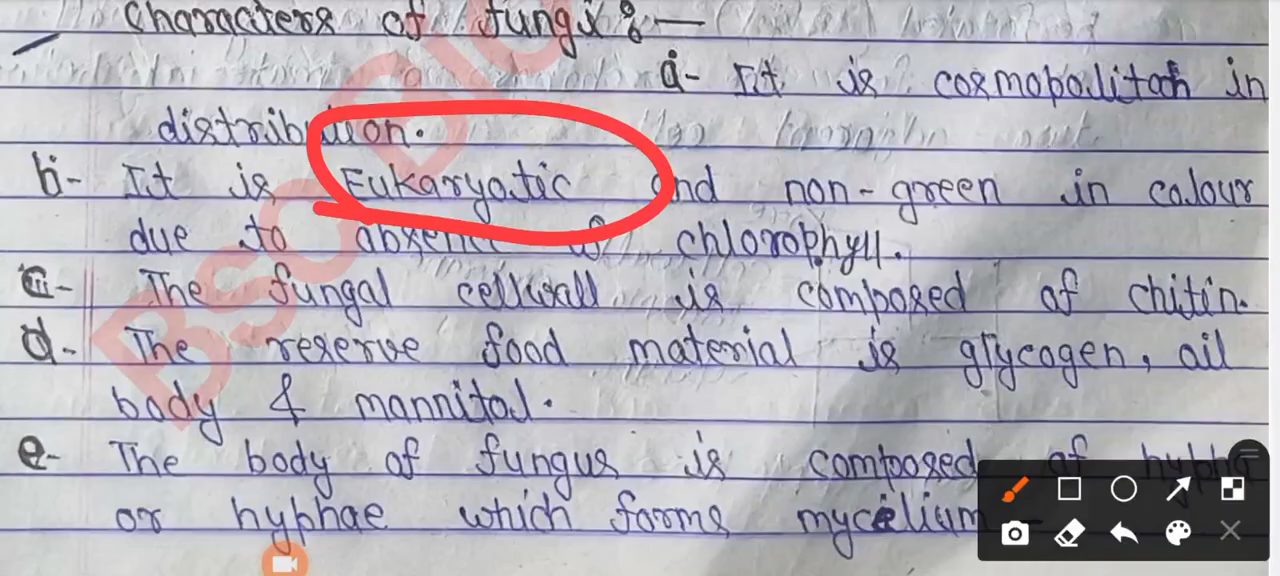 Characters of fungi :-
a- It is cosmopolitan in
distribution.
b- It is Eukaryotic and non-green in colour
due to absence of chlorophyll.
c- The fungal cellwall is composed of chitin.
d- The reserve food material is glycogen, oil
body & mannitol.
e- The body of fungus is composed of hypha
or hyphae which forms mycelium